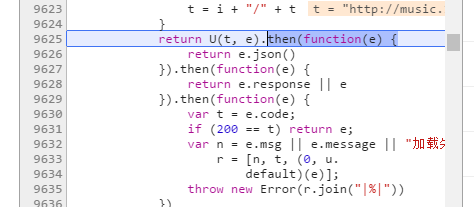 9623 t = i + "/" + t t = "http://music.
9624 }
9625 return U(t, e).then(function(e) {
9626 return e.json()
9627 }).then(function(e) {
9628 return e.response || e
9629 }).then(function(e) {
9630 var t = e.code;
9631 if (200 == t) return e;
9632 var n = e.msg || e.message || "加载
9633 r = [n, t, (0, u.
9634 default)(e)];
9635 throw new Error(r.join("|%|"))
9636 })